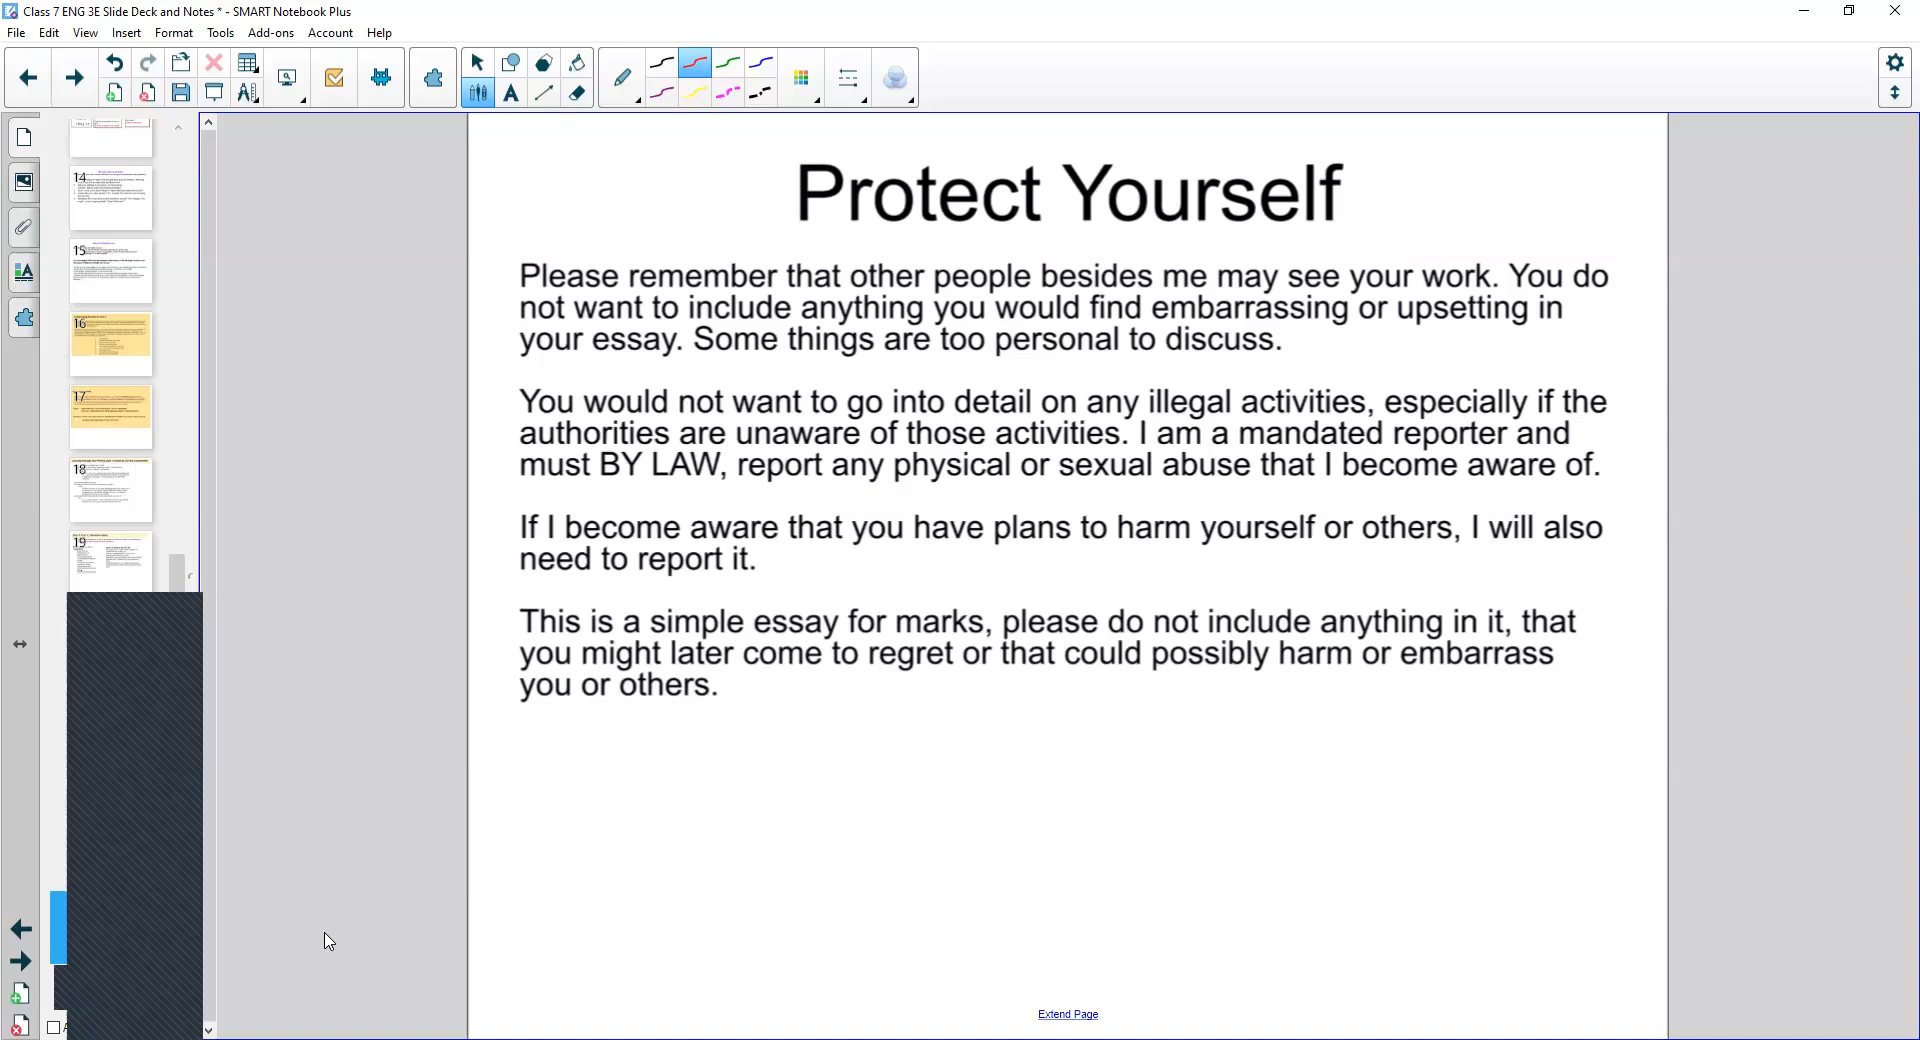 Class 7 ENG 3E Slide Deck and Notes * - SMART Notebook Plus
File Edit View Insert Format Tools Add-ons Account Help
14
15
16
17
18
19
Protect Yourself
Please remember that other people besides me may see your work. You do
not want to include anything you would find embarrassing or upsetting in
your essay. Some things are too personal to discuss.
You would not want to go into detail on any illegal activities, especially if the
authorities are unaware of those activities. I am a mandated reporter and
must BY LAW, report any physical or sexual abuse that I become aware of.
If I become aware that you have plans to harm yourself or others, I will also
need to report it.
This is a simple essay for marks, please do not include anything in it, that
you might later come to regret or that could possibly harm or embarrass
you or others.
Extend Page